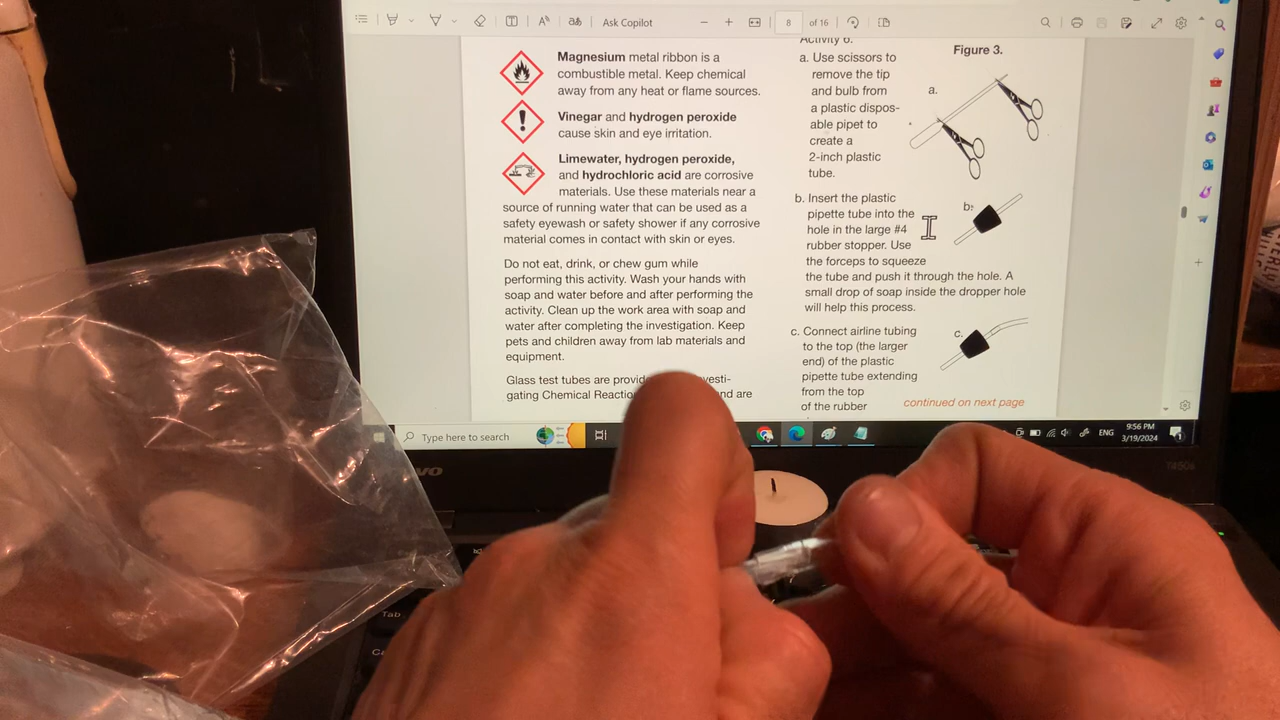 Ask Copilot
8
of 16
Magnesium metal ribbon is a
combustible metal. Keep chemical
away from any heat or flame sources.
Vinegar and hydrogen peroxide
cause skin and eye irritation.
Limewater, hydrogen peroxide,
and hydrochloric acid are corrosive
materials. Use these materials near a
source of running water that can be used as a
safety eyewash or safety shower if any corrosive
material comes in contact with skin or eyes.
Do not eat, drink, or chew gum while
performing this activity. Wash your hands with
soap and water before and after performing the
activity. Clean up the work area with soap and
water after completing the investigation. Keep
pets and children away from lab materials and
equipment.
Glass test tubes are
gating Chemical and are
Activity 6.
a. Use scissors to
remove the tip
and bulb from
a plastic dispos-
able pipet to
create a
2-inch plastic
tube.
Figure 3.
a.
b. Insert the plastic
pipette tube into the
hole in the large #4
rubber stopper. Use
the forceps to squeeze
the tube and push it through the hole. A
small drop of soap inside the dropper hole
will help this process.
b.
c. Connect airline tubing
to the top (the larger
end) of the plastic
pipette tube extending
from the top
of the rubber
c.
continued on next page
Type here to search
ENG
9:56 PM
3/19/2024
T450s
Tab